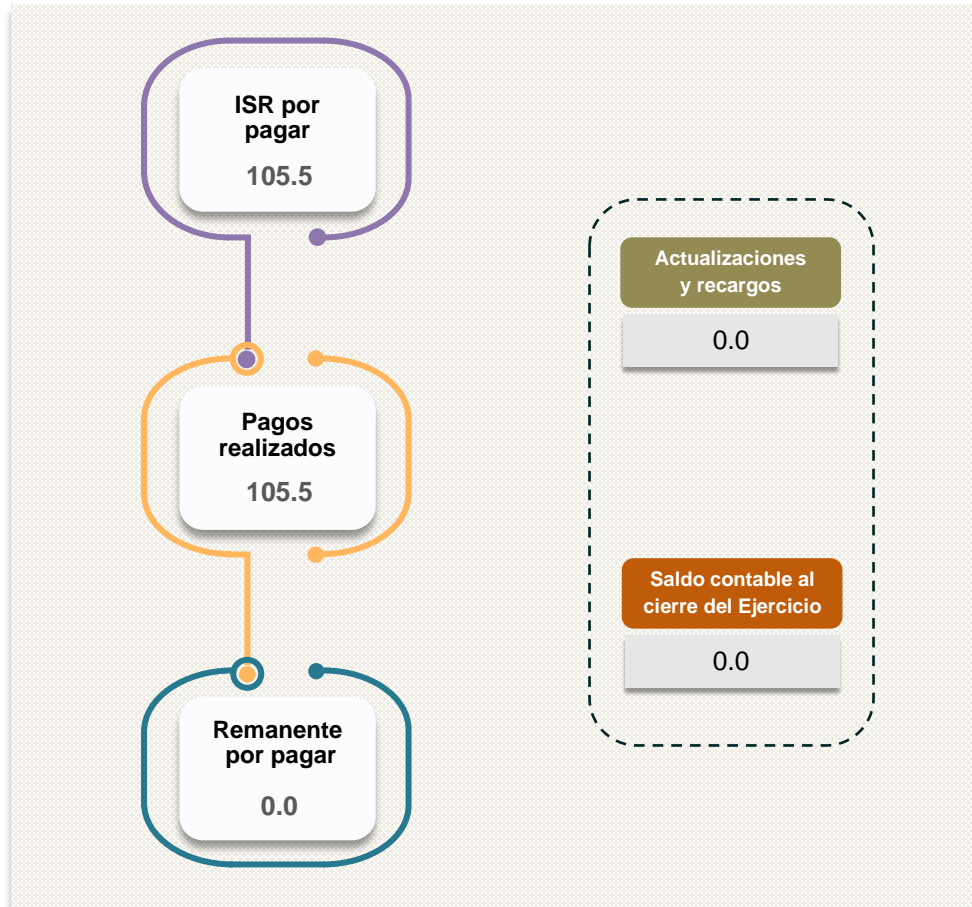 ISR por
pagar
105.5
Pagos
realizados
105.5
Remanente
por pagar
0.0
Actualizaciones
y recargos
0.0
Saldo contable al
cierre del Ejercicio
0.0